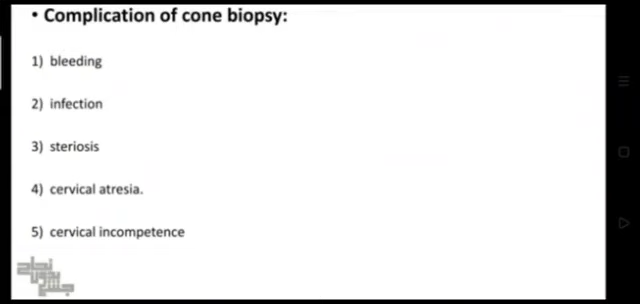 • Complication of cone biopsy:
1) bleeding
2) infection
3) steriosis
4) cervical atresia.
5) cervical incompetence